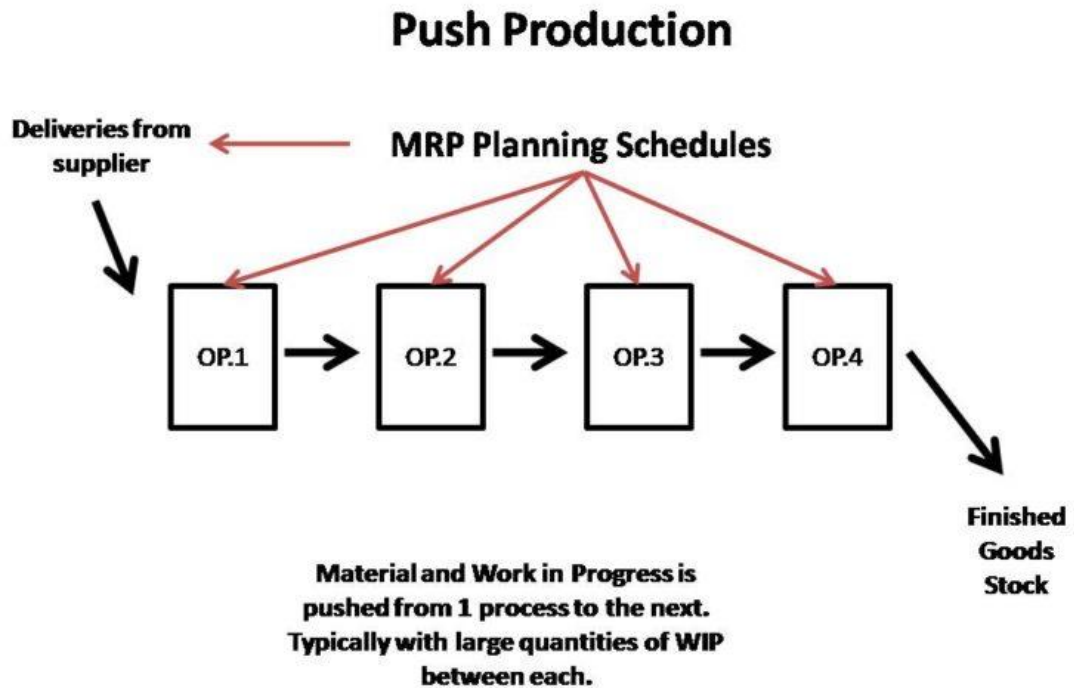 Push Production
Deliveries from
supplier
MRP Planning Schedules
OP.1
OP.2
OP.3
OP.4
Finished
Goods
Stock
Material and Work in Progress is
pushed from 1 process to the next.
Typically with large quantities of WIP
between each.